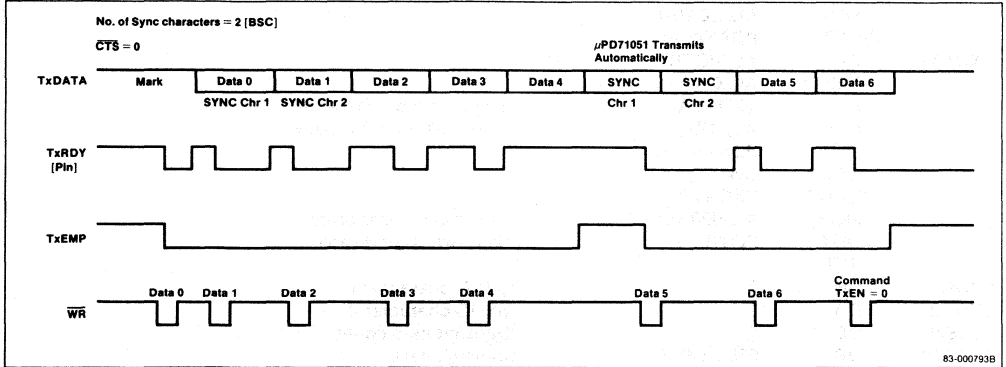 No. of Sync characters = 2 [BSC]
CTS = 0
μPD71051 Transmits
Automatically
TxDATA
Mark Data 0 Data 1 Data 2 Data 3 Data 4 SYNC SYNC Data 5 Data 6
SYNC Chr 1 SYNC Chr 2 Chr 1 Chr 2
TxRDY
[Pin]
TxEMP
Data 0 Data 1 Data 2 Data 3 Data 4 Data 5 Data 6 Command
TxEN = 0
WR
83-000793B